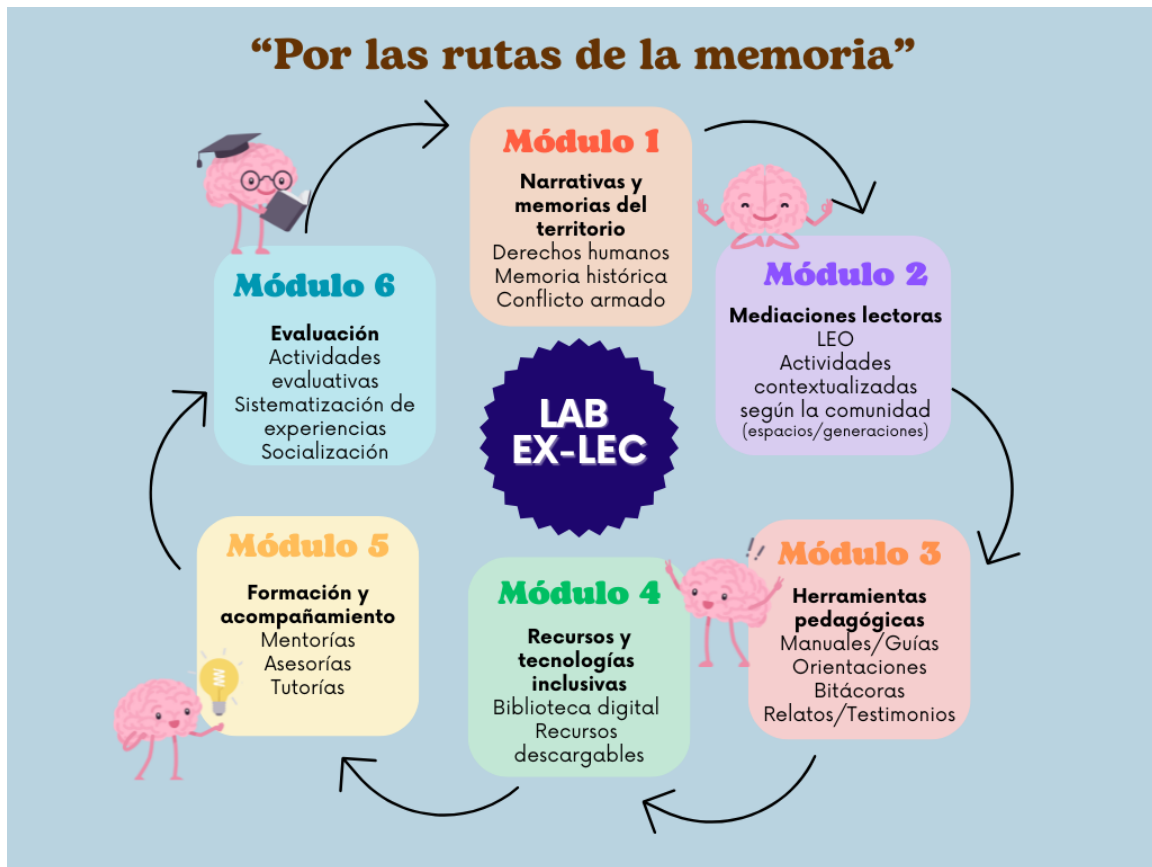 “Por las rutas de la memoria”
Módulo 1
Narrativas y
memorias del
territorio
Derechos humanos
Memoria histórica
Conflicto armado
Módulo 2
Mediaciones lectoras
LEO
Actividades
contextualizadas
según la comunidad
(espacios/generaciones)
Módulo 3
Herramientas
pedagógicas
Manuales/Guías
Orientaciones
Bitácoras
Relatos/Testimonios
Módulo 4
Recursos y
tecnologías
inclusivas
Biblioteca digital
Recursos
descargables
Módulo 5
Formación y
acompañamiento
Mentorías
Asesorías
Tutorías
Módulo 6
Evaluación
Actividades
evaluativas
Sistematización de
experiencias
Socialización
LAB
EX-LEC